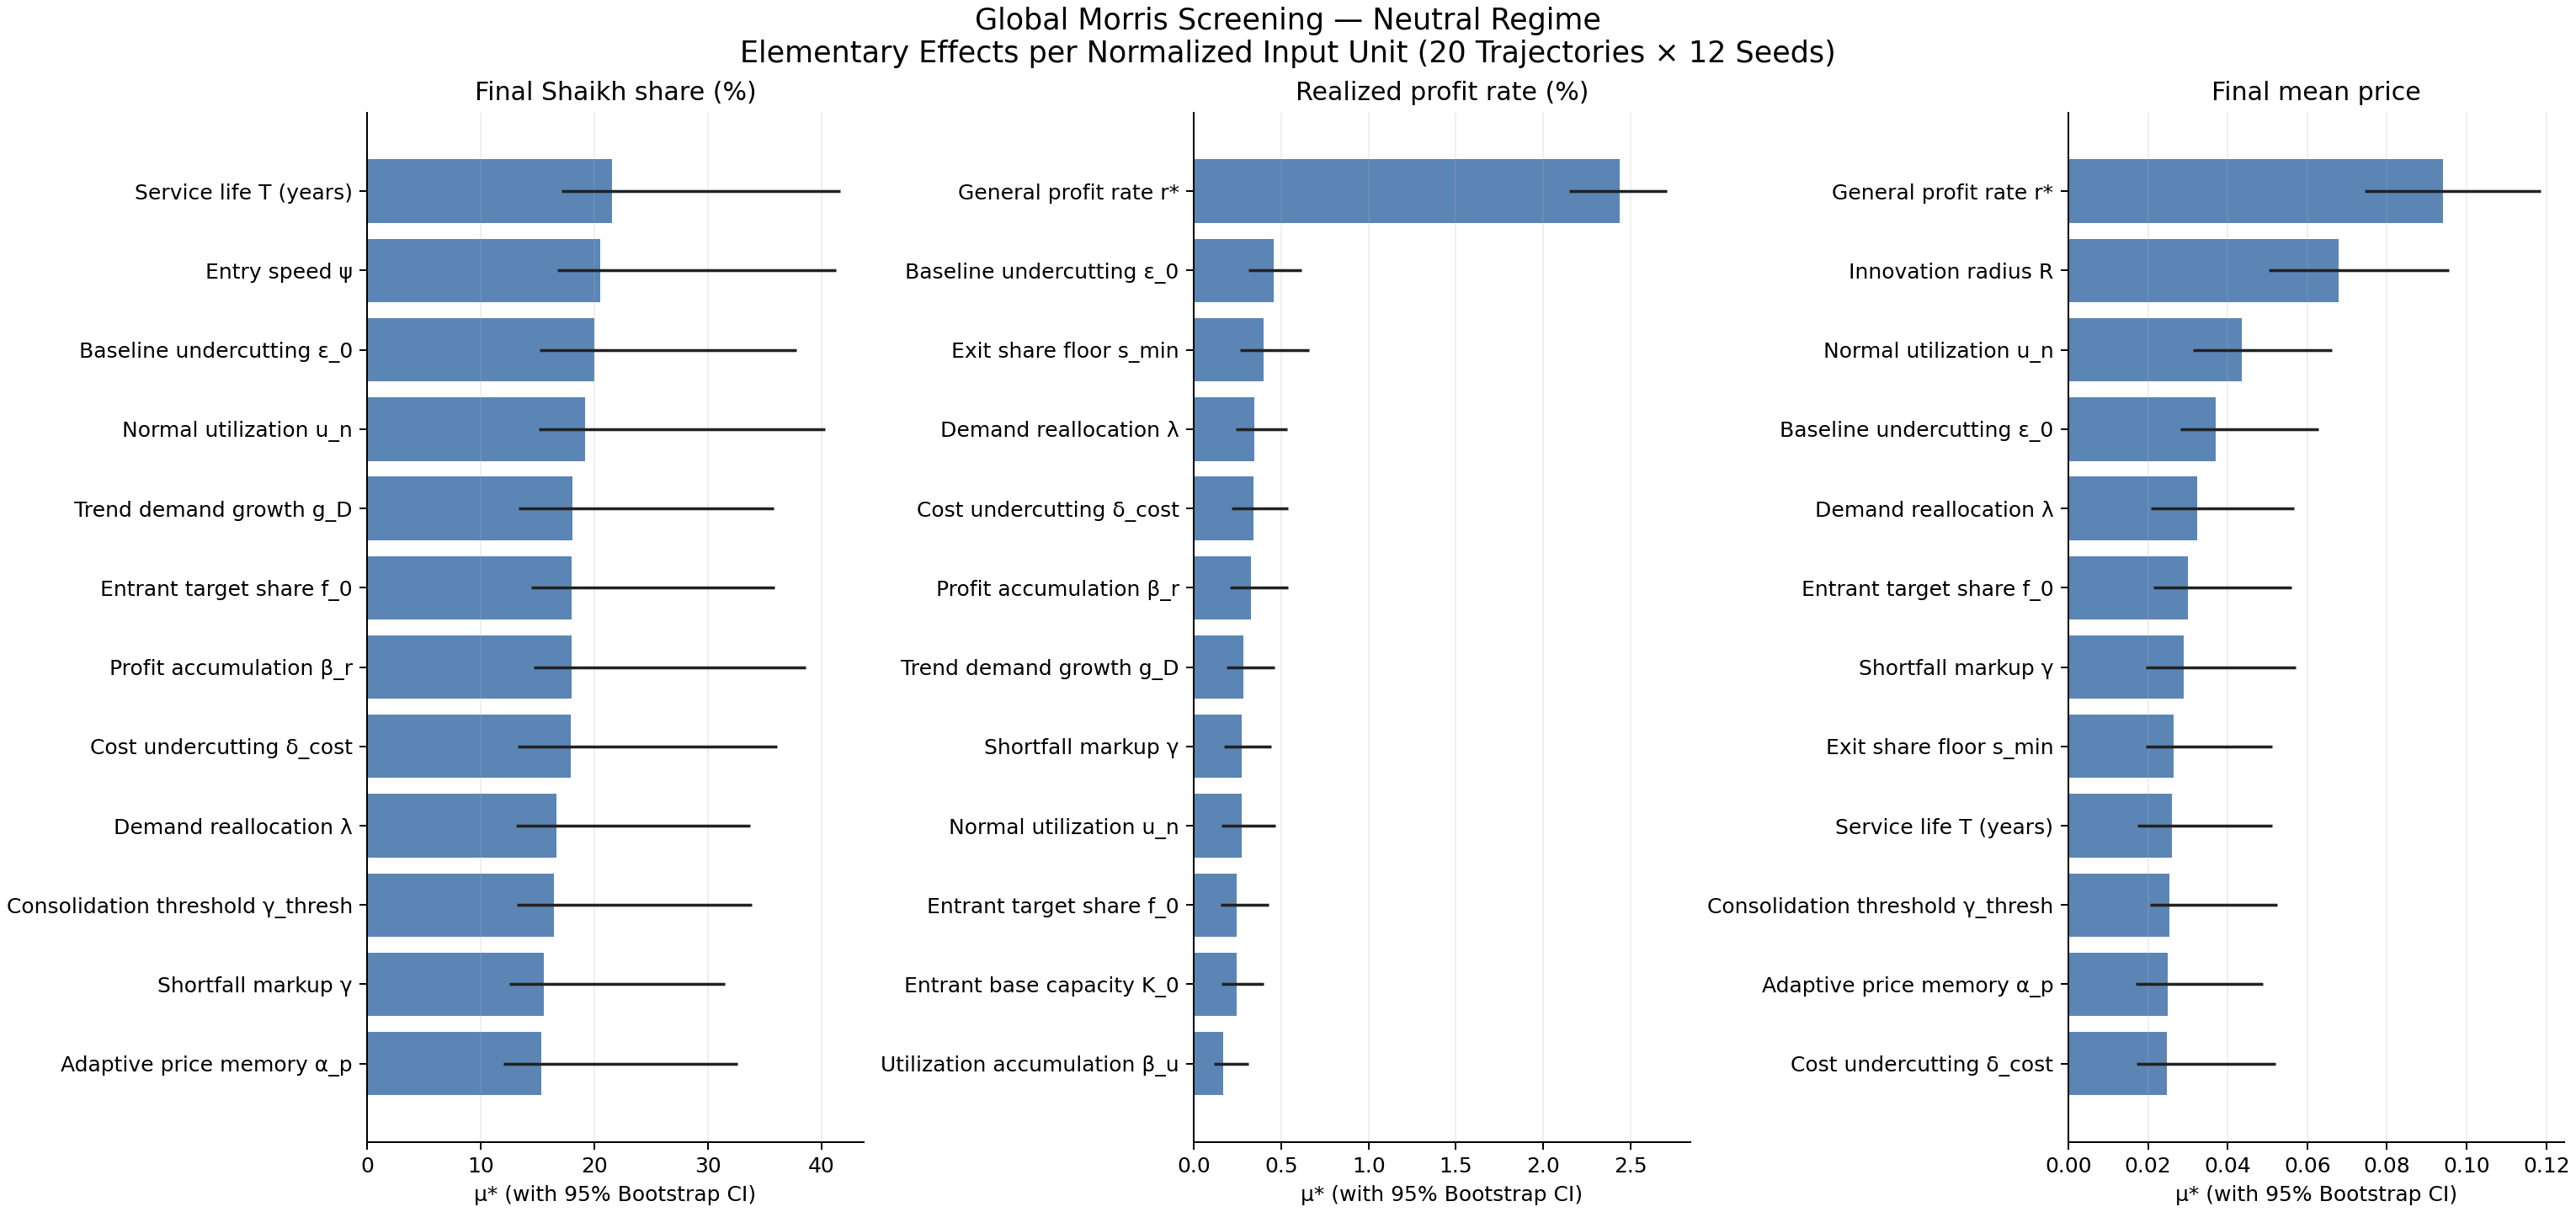 Global Morris Screening — Neutral Regime
Elementary Effects per Normalized Input Unit (20 Trajectories × 12 Seeds)
Final Shaikh share (%)
Service life T (years)
Entry speed ψ
Baseline undercutting ε_0
Normal utilization u_n
Trend demand growth g_D
Entrant target share f_0
Profit accumulation β_r
Cost undercutting δ_cost
Demand reallocation λ
Consolidation threshold γ_thresh
Shortfall markup γ
Adaptive price memory α_p
0 10 20 30 40
μ* (with 95% Bootstrap CI)
Realized profit rate (%)
General profit rate r*
Baseline undercutting ε_0
Exit share floor s_min
Demand reallocation λ
Cost undercutting δ_cost
Profit accumulation β_r
Trend demand growth g_D
Shortfall markup γ
Normal utilization u_n
Entrant target share f_0
Entrant base capacity K_0
Utilization accumulation β_u
0.0 0.5 1.0 1.5 2.0 2.5
μ* (with 95% Bootstrap CI)
Final mean price
General profit rate r*
Innovation radius R
Normal utilization u_n
Baseline undercutting ε_0
Demand reallocation λ
Entrant target share f_0
Shortfall markup γ
Exit share floor s_min
Service life T (years)
Consolidation threshold γ_thresh
Adaptive price memory α_p
Cost undercutting δ_cost
0.00 0.02 0.04 0.06 0.08 0.10 0.12
μ* (with 95% Bootstrap CI)